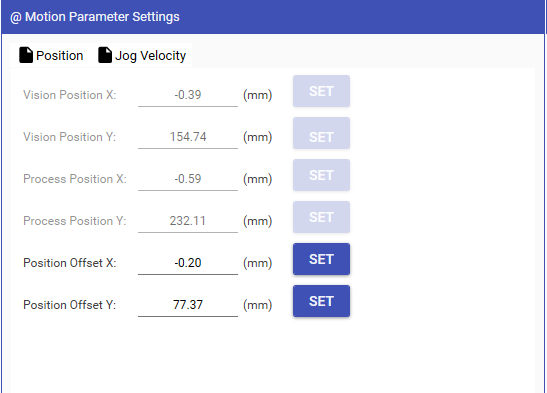 @ Motion Parameter Settings
Position Jog Velocity
Vision Position X: -0.39 (mm) SET
Vision Position Y: 154.74 (mm) SET
Process Position X: -0.59 (mm) SET
Process Position Y: 232.11 (mm) SET
Position Offset X: -0.20 (mm) SET
Position Offset Y: 77.37 (mm) SET